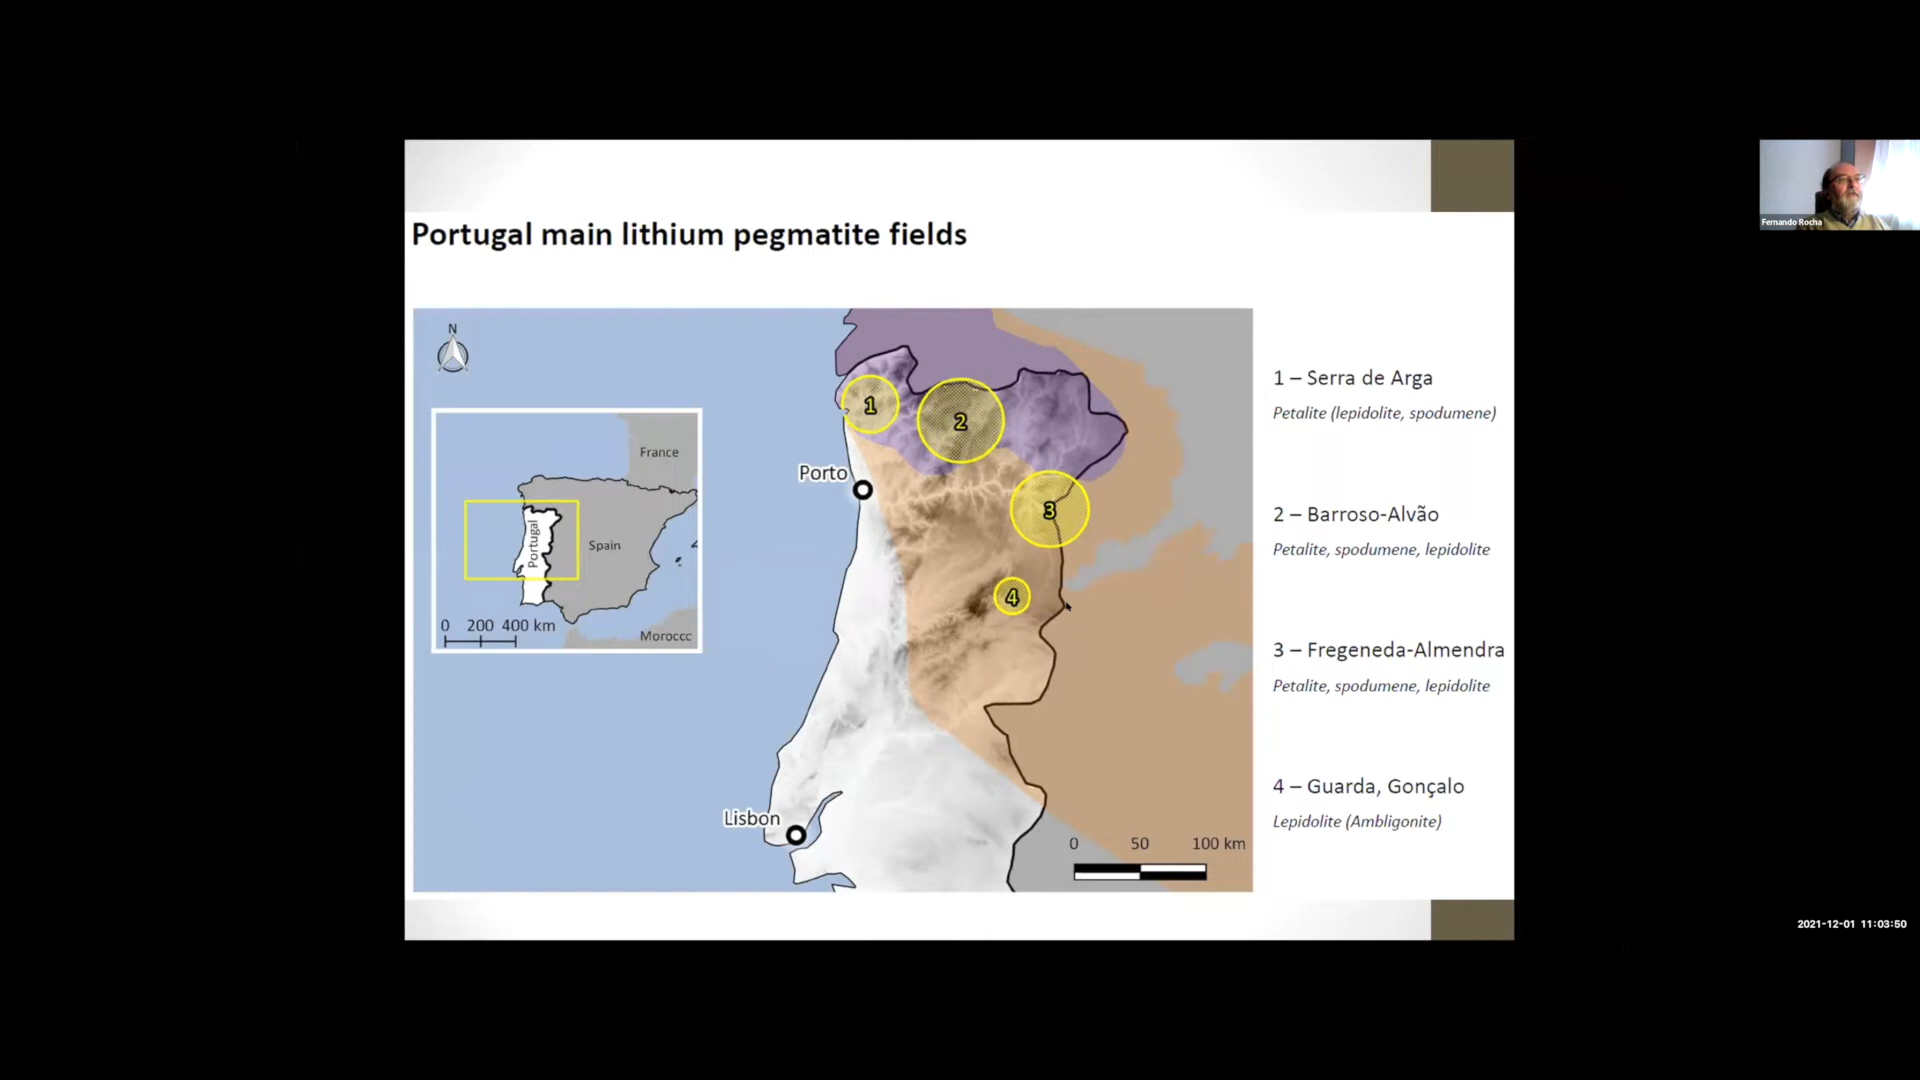 Fernando Rocha
Portugal main lithium pegmatite fields
N
France
Portugal
Spain
0 200 400 km
Moroccc
1
2
Porto
3
4
Lisbon
0 50 100 km
1 – Serra de Arga
Petalite (lepidolite, spodumene)
2 – Barroso-Alvão
Petalite, spodumene, lepidolite
3 – Fregeneda-Almendra
Petalite, spodumene, lepidolite
4 – Guarda, Gonçalo
Lepidolite (Ambligonite)
2021-12-01 11:03:50